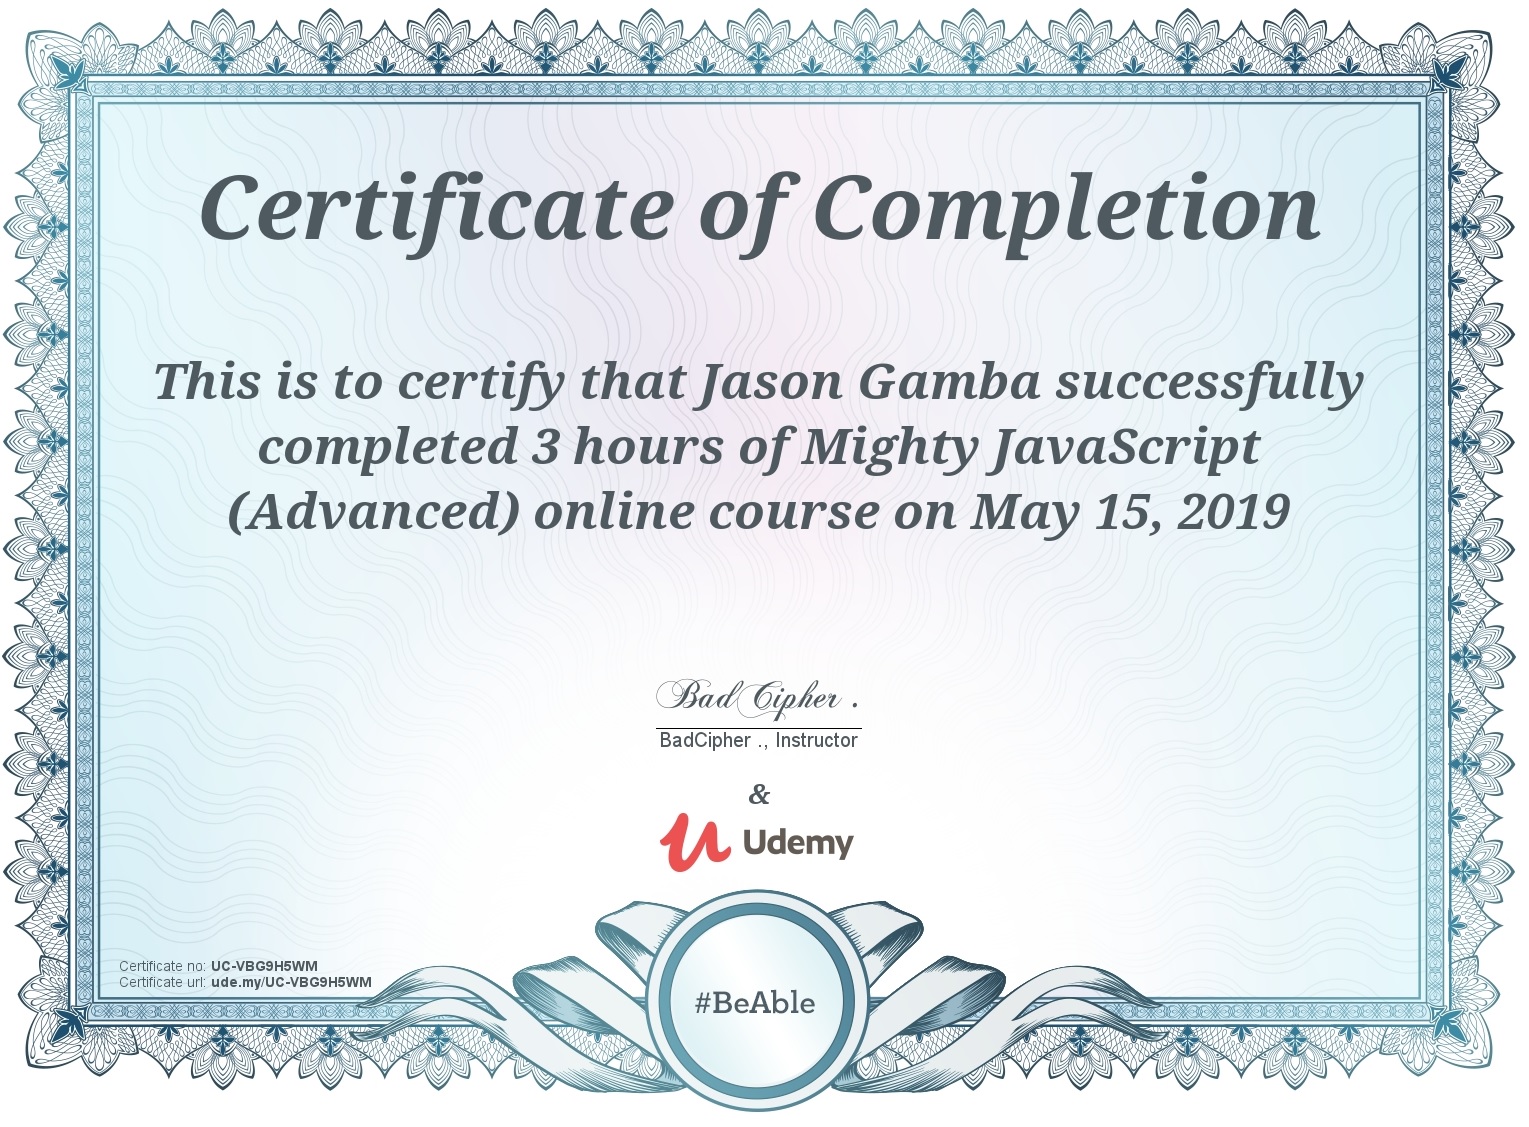 Certificate of Completion
This is to certify that Jason Gamba successfully
completed 3 hours of Mighty JavaScript
(Advanced) online course on May 15, 2019
BadCipher .
BadCipher ., Instructor
&
Udemy
Certificate no: UC-VBG9H5WM
Certificate url: ude.my/UC-VBG9H5WM
#BeAble